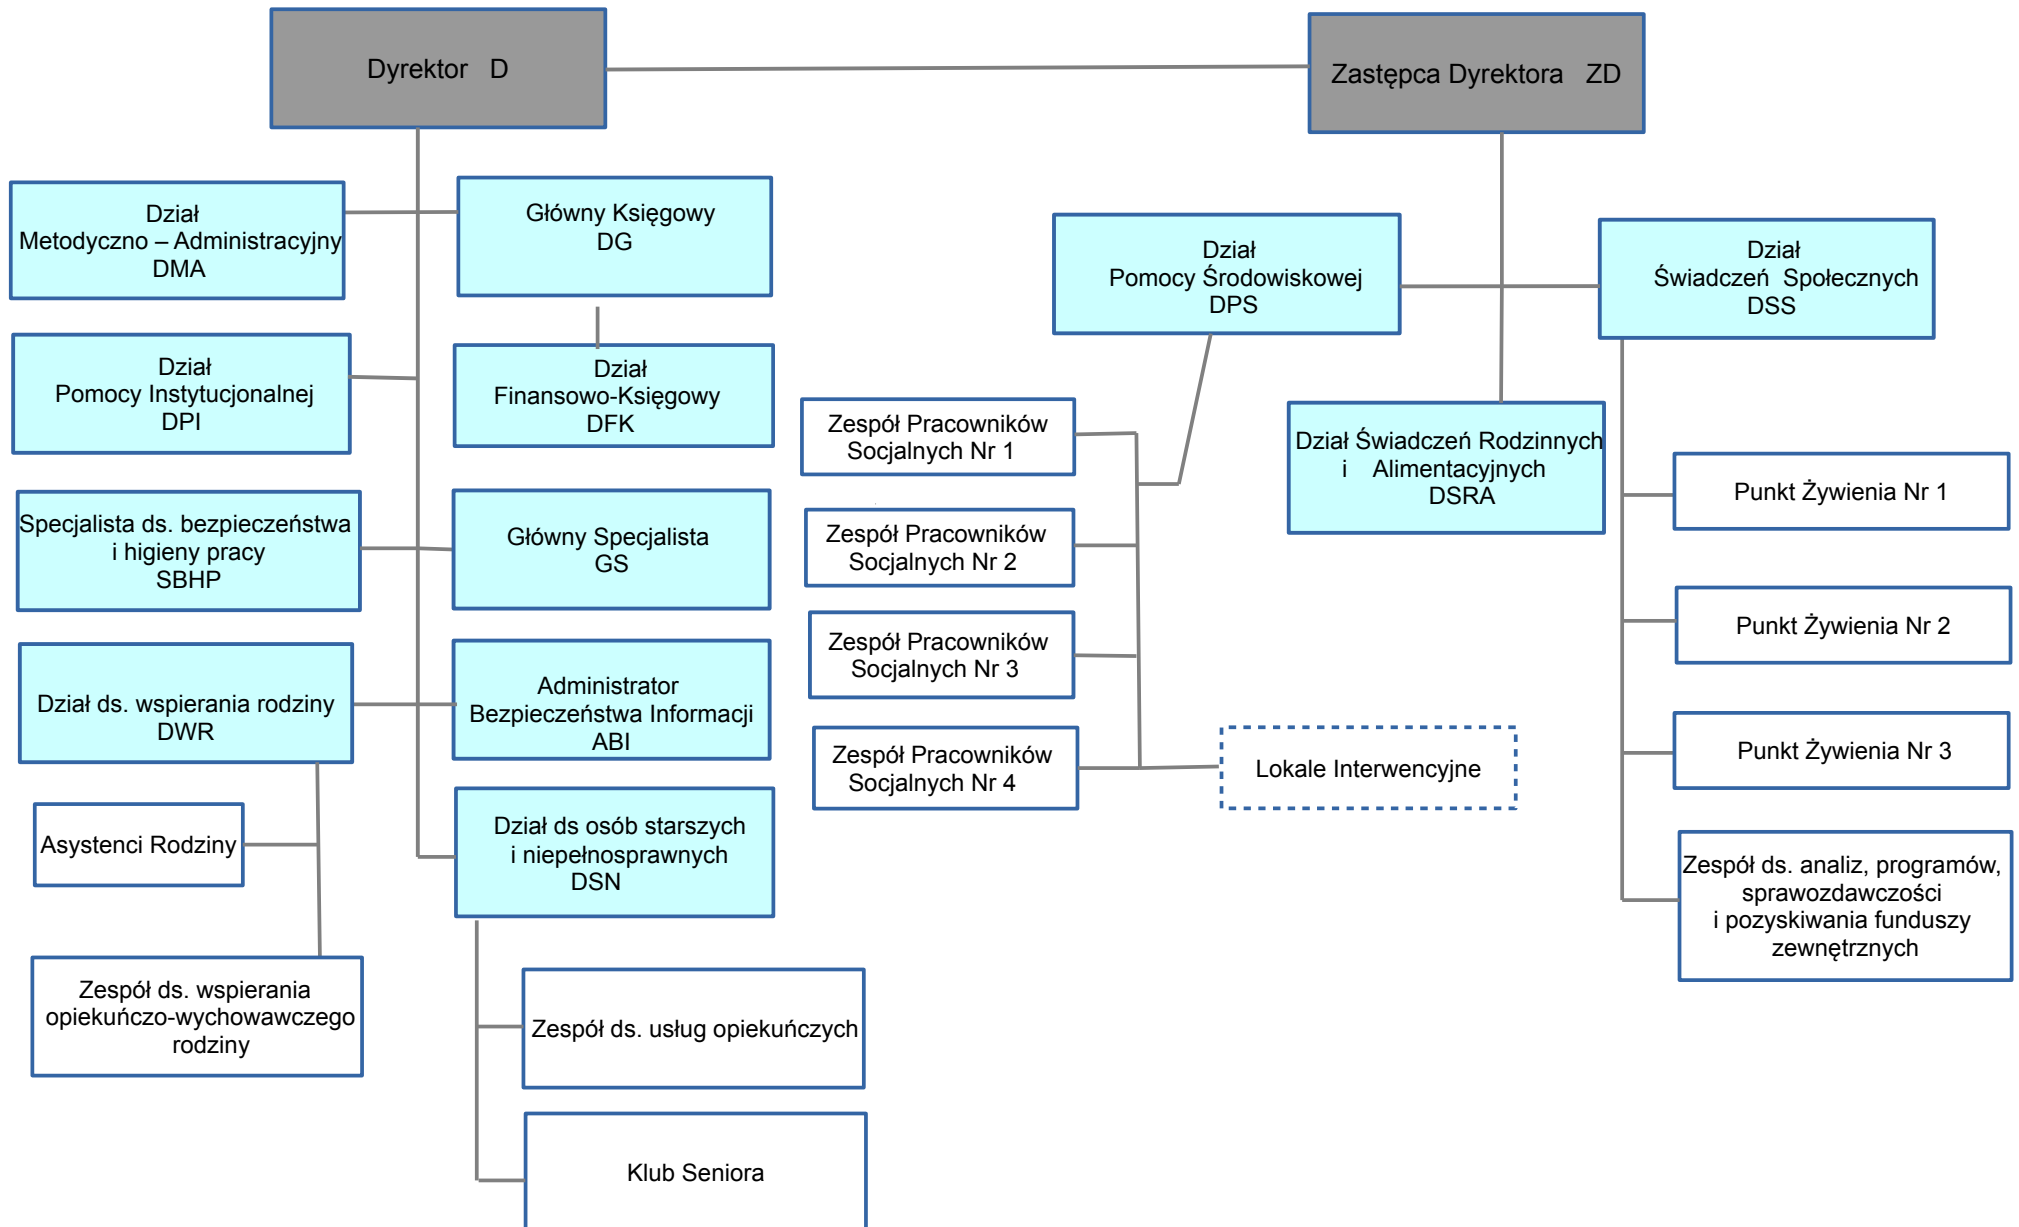 Dyrektor D
Zastępca Dyrektora ZD
Dział
Metodyczno – Administracyjny
DMA
Główny Księgowy
DG
Dział
Pomocy Środowiskowej
DPS
Dział
Świadczeń Społecznych
DSS
Dział
Pomocy Instytucjonalnej
DPI
Dział
Finansowo-Księgowy
DFK
Zespół Pracowników
Socjalnych Nr 1
Dział Świadczeń Rodzinnych
i Alimentacyjnych
DSRA
Punkt Żywienia Nr 1
Specjalista ds. bezpieczeństwa
i higieny pracy
SBHP
Główny Specjalista
GS
Zespół Pracowników
Socjalnych Nr 2
Punkt Żywienia Nr 2
Dział ds. wspierania rodziny
DWR
Administrator
Bezpieczeństwa Informacji
ABI
Zespół Pracowników
Socjalnych Nr 3
Zespół Pracowników
Socjalnych Nr 4
Lokale Interwencyjne
Punkt Żywienia Nr 3
Asystenci Rodziny
Dział ds osób starszych
i niepełnosprawnych
DSN
Zespół ds. analiz, programów,
sprawozdawczości
i pozyskiwania funduszy
zewnętrznych
Zespół ds. wspierania
opiekuńczo-wychowawczego
rodziny
Zespół ds. usług opiekuńczych
Klub Seniora